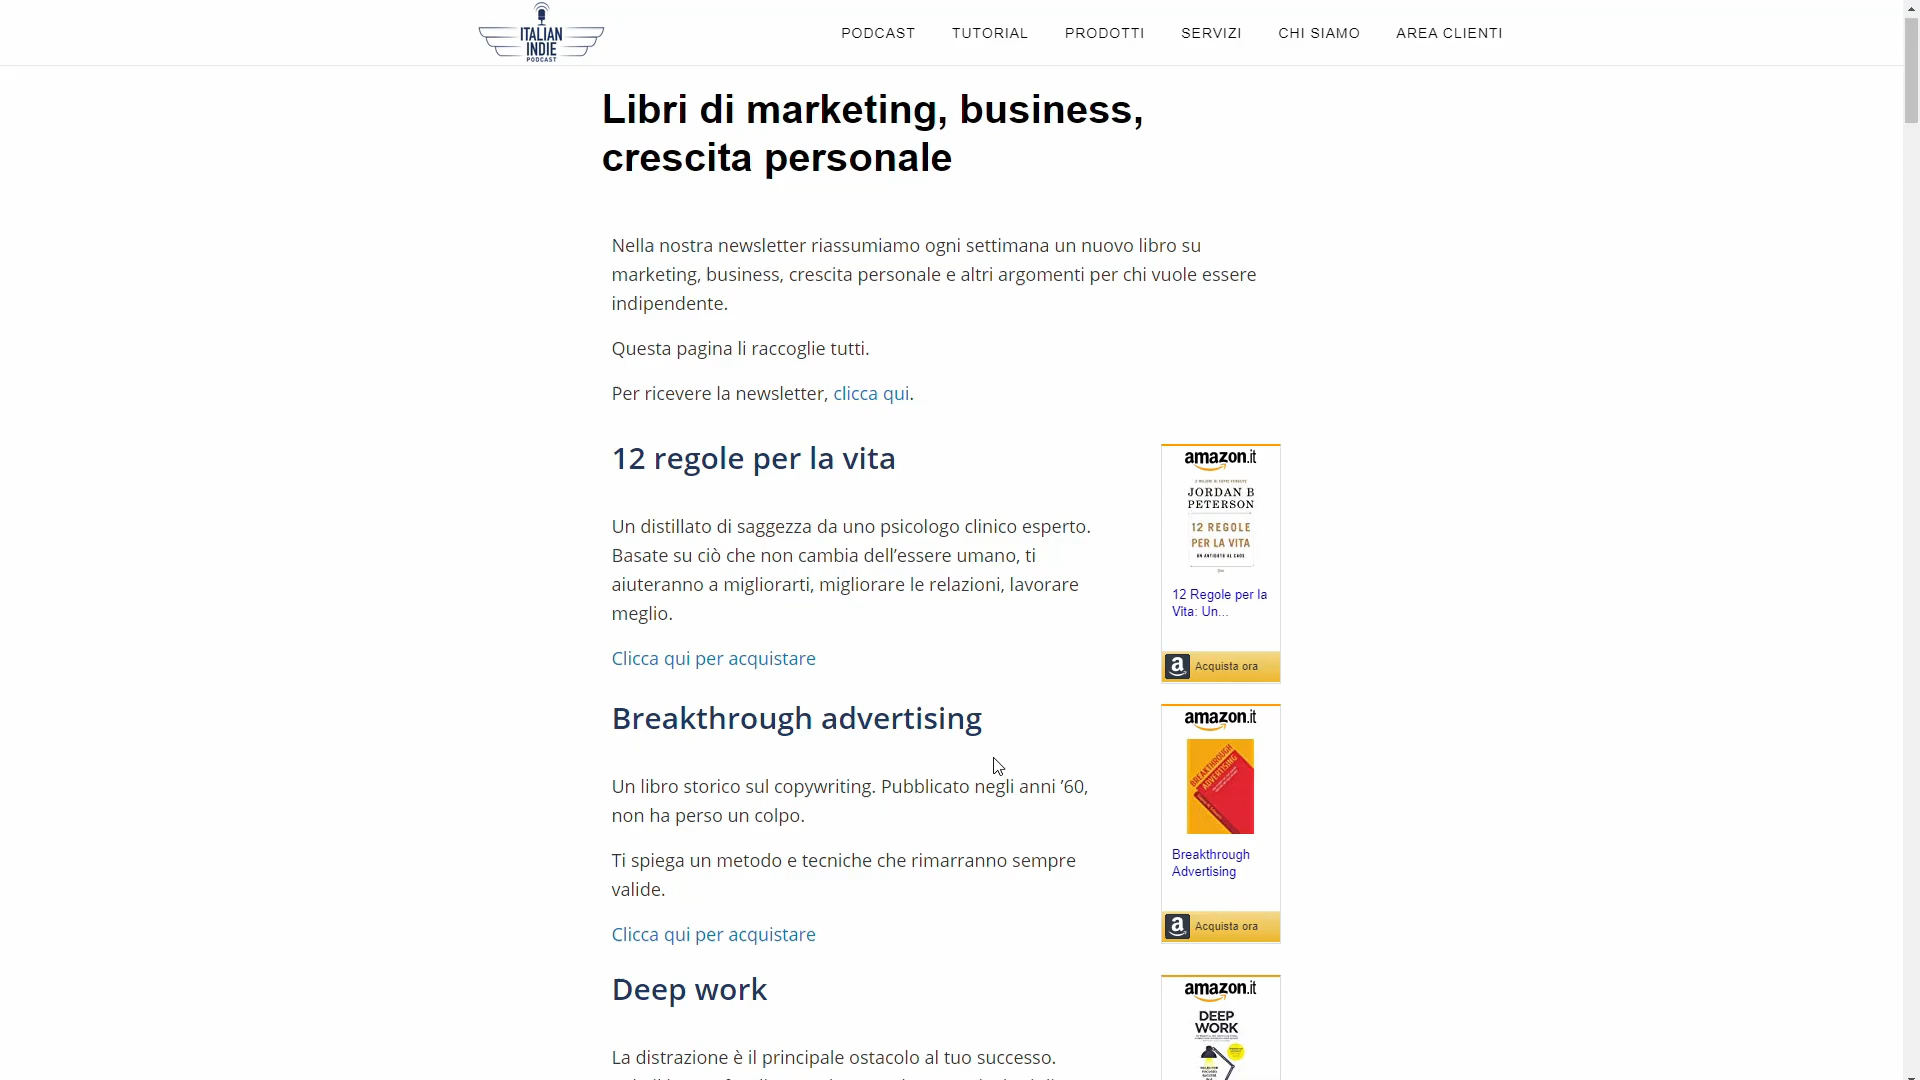 ITALIAN
INDIE
PODCAST
PODCAST
TUTORIAL
PRODOTTI
SERVIZI
CHI SIAMO
AREA CLIENTI
Libri di marketing, business,
crescita personale
Nella nostra newsletter riassumiamo ogni settimana un nuovo libro su
marketing, business, crescita personale e altri argomenti per chi vuole essere
indipendente.
Questa pagina li raccoglie tutti.
Per ricevere la newsletter, clicca qui.
12 regole per la vita
Un distillato di saggezza da uno psicologo clinico esperto.
Basate su ciò che non cambia dell’essere umano, ti
aiuteranno a migliorarti, migliorare le relazioni, lavorare
meglio.
Clicca qui per acquistare
amazon.it
JORDAN B
PETERSON
12 REGOLE
PER LA VITA
UN ANTIDOTO AL CAOS
12 Regole per la
Vita: Un...
Acquista ora
Breakthrough advertising
Un libro storico sul copywriting. Pubblicato negli anni ’60,
non ha perso un colpo.
Ti spiega un metodo e tecniche che rimarranno sempre
valide.
Clicca qui per acquistare
amazon.it
BREAKTHROUGH
ADVERTISING
Breakthrough
Advertising
Acquista ora
Deep work
La distrazione è il principale ostacolo al tuo successo.
amazon.it
DEEP
WORK